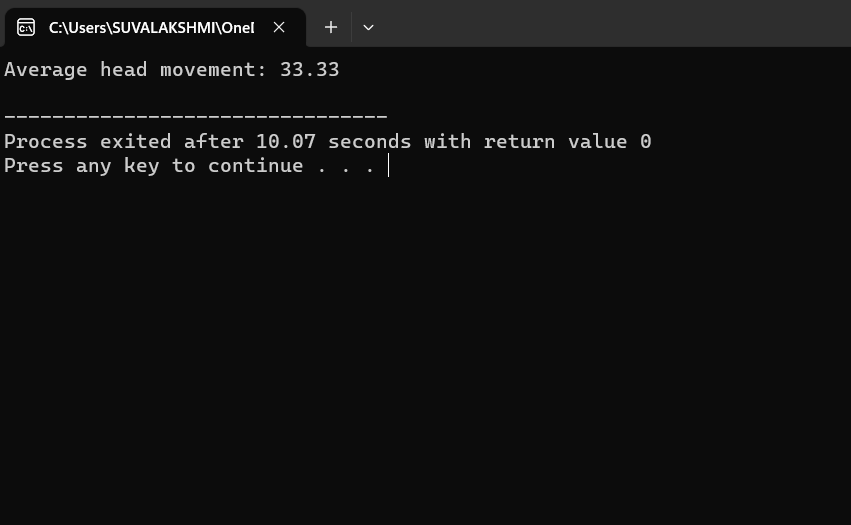 C:\Users\SUVALAKSHMI\OneI
Average head movement: 33.33
--------------------------------
Process exited after 10.07 seconds with return value 0
Press any key to continue . . .